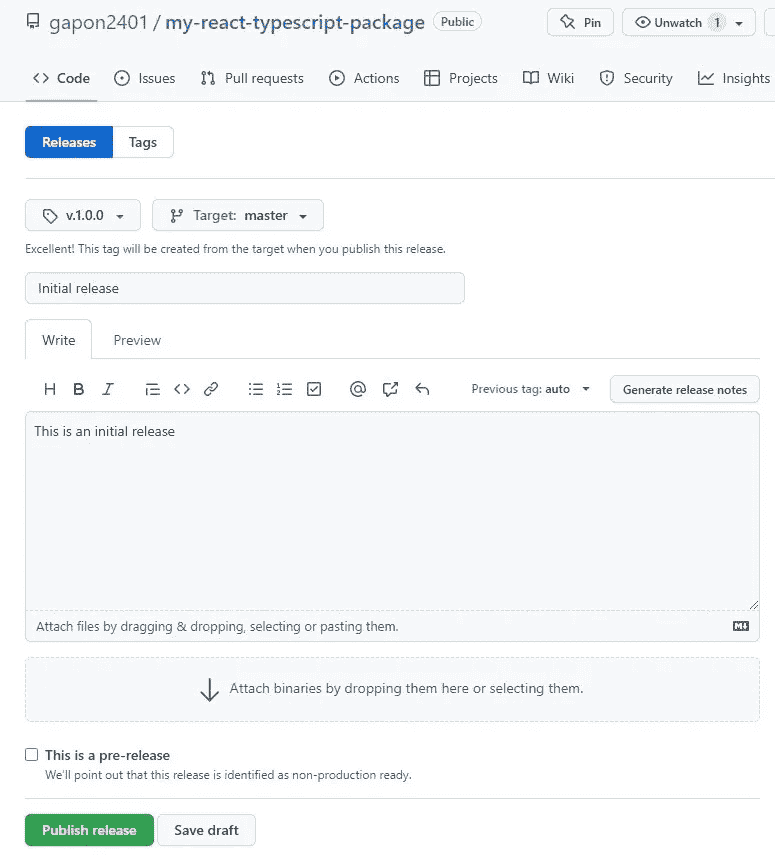 gapon2401 / my-react-typescript-package Public Pin Unwatch 1
Code Issues Pull requests Actions Projects Wiki Security Insights
Releases Tags
v.1.0.0 Target: master
Excellent! This tag will be created from the target when you publish this release.
Initial release
Write Preview
H B I Previous tag: auto Generate release notes
This is an initial release
Attach files by dragging & dropping, selecting or pasting them.
Attach binaries by dropping them here or selecting them.
This is a pre-release
We'll point out that this release is identified as non-production ready.
Publish release Save draft